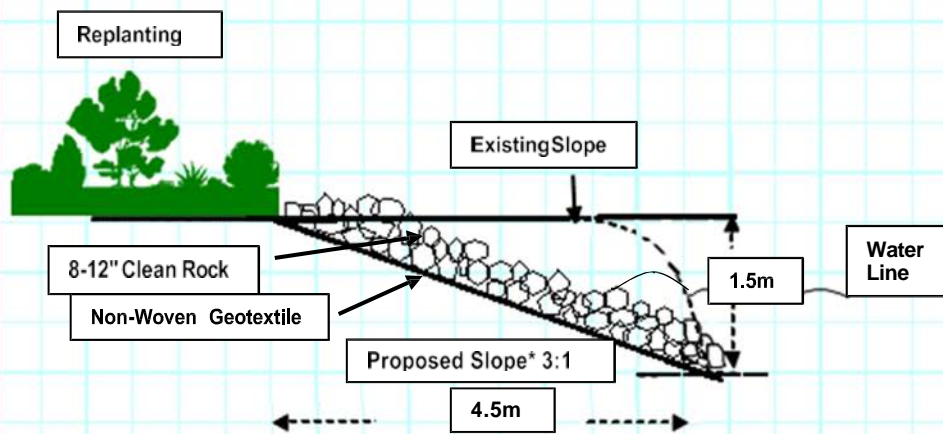 Replanting
ExistingSlope
Water
Line
8-12" Clean Rock
1.5m
Non-Woven Geotextile
Proposed Slope* 3:1
4.5m